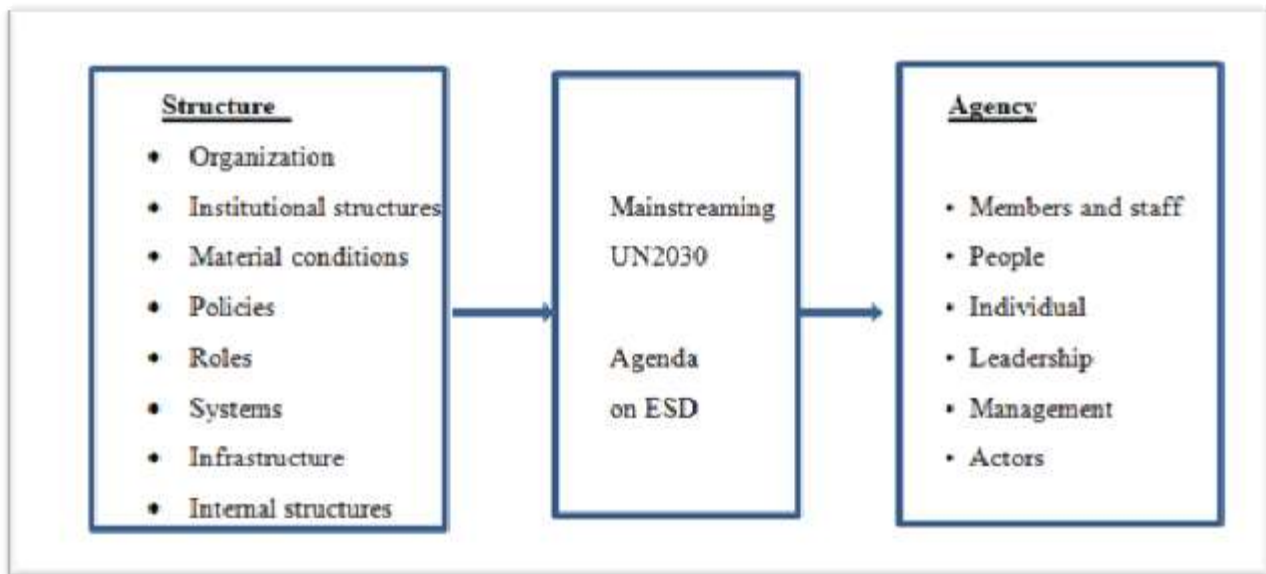 Structure
• Organization
• Institutional structures
• Material conditions
• Policies
• Roles
• Systems
• Infrastructure
• Internal structures
Mainstreaming
UN2030
Agenda
on ESD
Agency
• Members and staff
• People
• Individual
• Leadership
• Management
• Actors